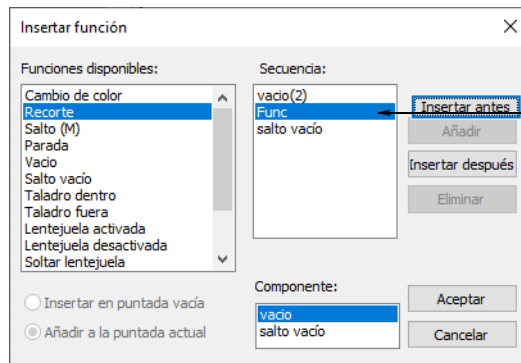 Insertar función
Funciones disponibles:
Cambio de color
Recorte
Salto (M)
Parada
Vacio
Salto vacío
Taladro dentro
Taladro fuera
Lentejuela activada
Lentejuela desactivada
Soltar lentejuela
Insertar en puntada vacía
Añadir a la puntada actual
Secuencia:
vacio(2)
Func
salto vacío
Componente:
vacio
salto vacío
Insertar antes
Añadir
Insertar después
Eliminar
Aceptar
Cancelar